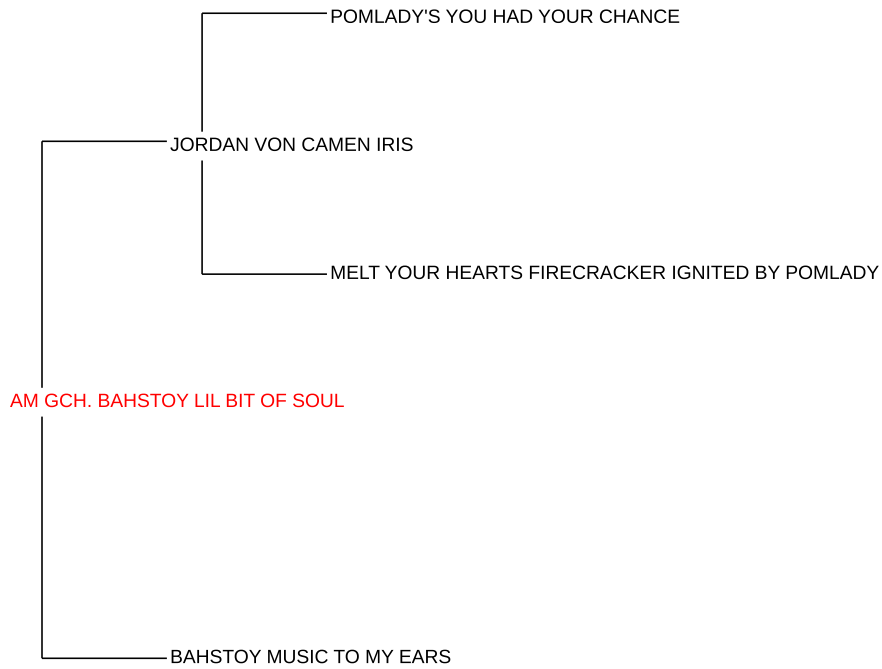 POMLADY'S YOU HAD YOUR CHANCE
JORDAN VON CAMEN IRIS
MELT YOUR HEARTS FIRECRACKER IGNITED BY POMLADY
AM GCH. BAHSTOY LIL BIT OF SOUL
BAHSTOY MUSIC TO MY EARS